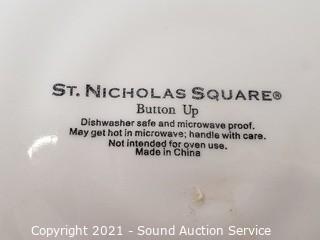 ST. NICHOLAS SQUARE®
Button Up
Dishwasher safe and microwave proof.
May get hot in microwave; handle with care.
Not intended for oven use.
Made in China
Copyright 2021 - Sound Auction Service